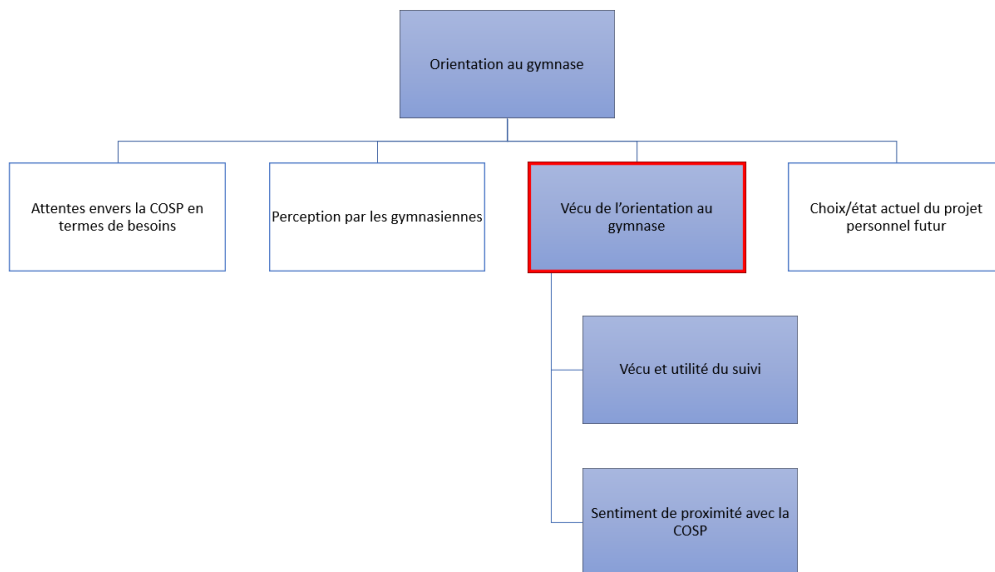 Orientation au gymnase
Attentes envers la COSP en
termes de besoins
Perception par les gymnasiennes
Vécu de l'orientation au
gymnase
Choix/état actuel du projet
personnel futur
Vécu et utilité du suivi
Sentiment de proximité avec la
COSP